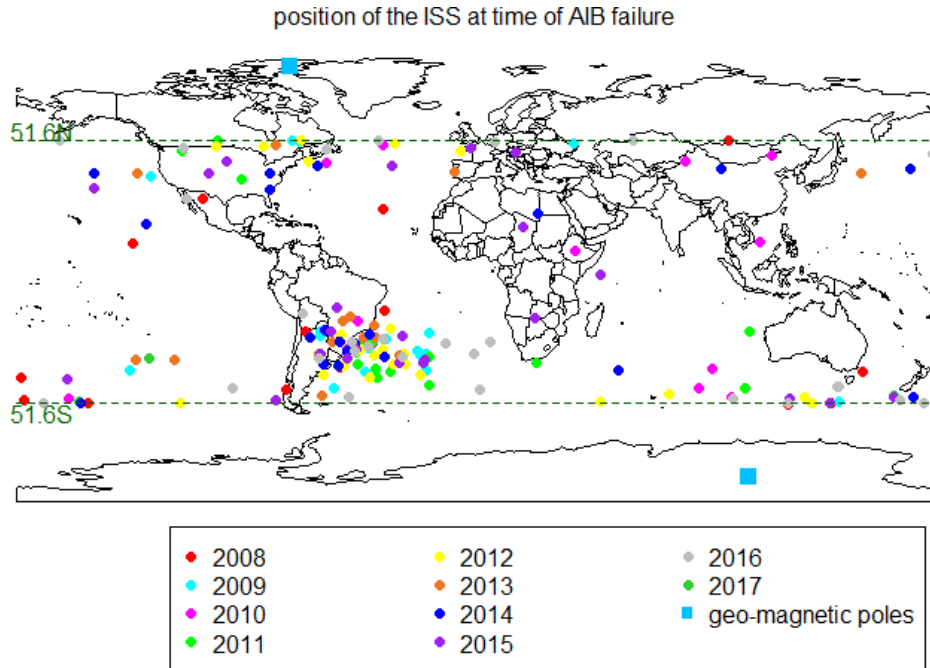 position of the ISS at time of AIB failure
51.6N
51.6S
2008 2012 2016
2009 2013 2017
2010 2014 geo-magnetic poles
2011 2015